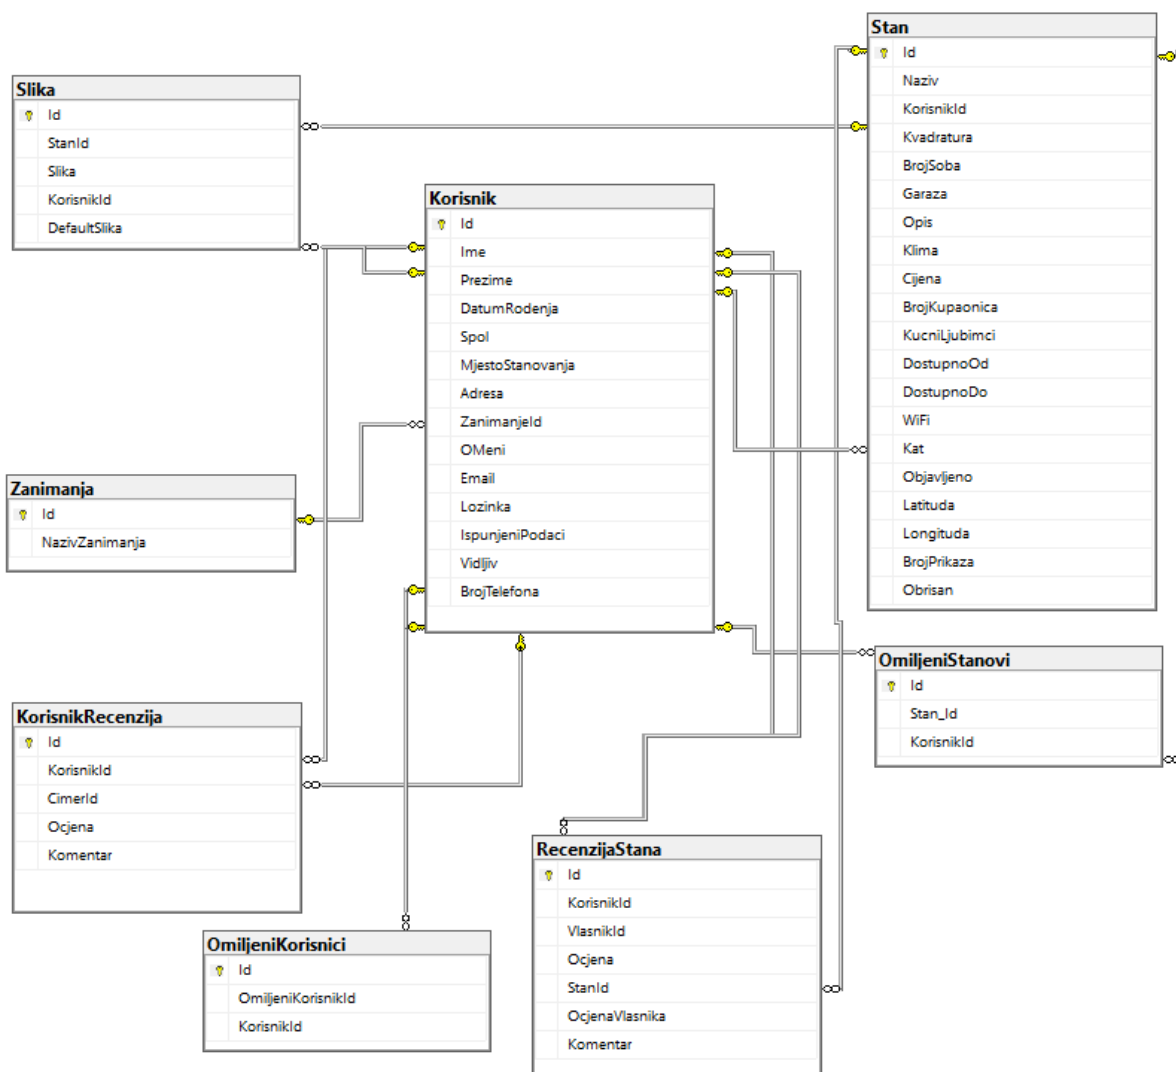 Slika
Id
StanId
Slika
KorisnikId
DefaultSlika
Korisnik
Id
Ime
Prezime
DatumRodenja
Spol
MjestoStanovanja
Adresa
ZanimanjeId
OMeni
Email
Lozinka
IspunjeniPodaci
Vidljiv
BrojTelefona
Stan
Id
Naziv
KorisnikId
Kvadratura
BrojSoba
Garaza
Opis
Klima
Cijena
BrojKupaonica
KucniLjubimci
DostupnoOd
DostupnoDo
WiFi
Kat
Objavljeno
Latituda
Longituda
BrojPrikaza
Obrisan
Zanimanja
Id
NazivZanimanja
OmiljeniStanovi
Id
Stan_Id
KorisnikId
KorisnikRecenzija
Id
KorisnikId
CimerId
Ocjena
Komentar
RecenzijaStana
Id
KorisnikId
VlasnikId
Ocjena
StanId
OcjenaVlasnika
Komentar
OmiljeniKorisnici
Id
OmiljeniKorisnikId
KorisnikId